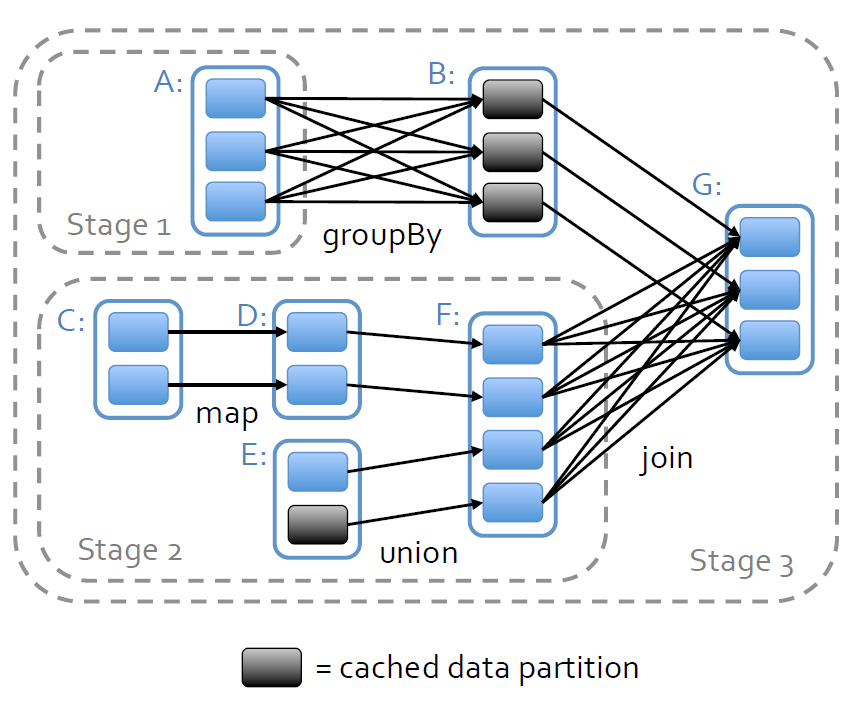 A:
B:
G:
Stage 1
groupBy
C:
D:
F:
map
E:
join
Stage 2
union
Stage 3
= cached data partition